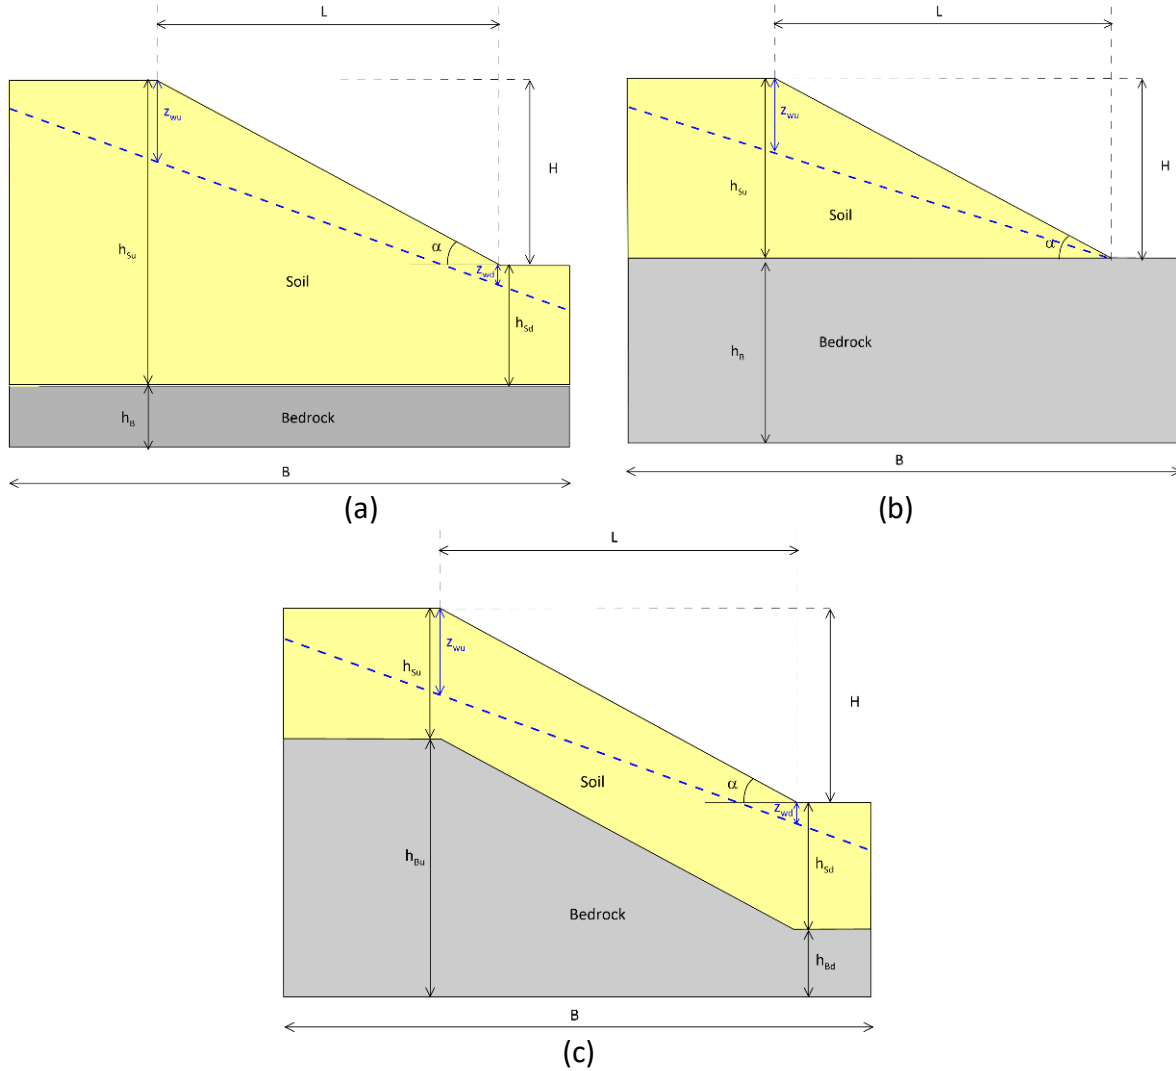 L
L
z_wu
H
h_Su
Soil
α
z_wd
h_Sd
h_B
Bedrock
B
(a)
z_wu
H
h_Su
Soil
α
h_B
Bedrock
B
(b)
L
z_wu
h_Su
H
Soil
α
z_wd
h_Sd
h_Bu
Bedrock
h_Bd
B
(c)